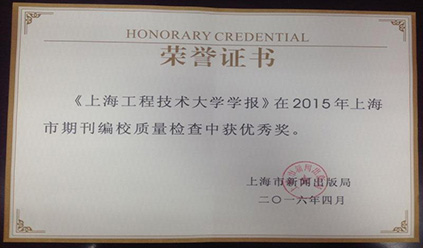 HONORARY CREDENTIAL
荣誉证书
《上海工程技术大学学报》在2015年上海
市期刊编校质量检查中获优秀奖。
上海市新闻出版局
二〇一六年四月